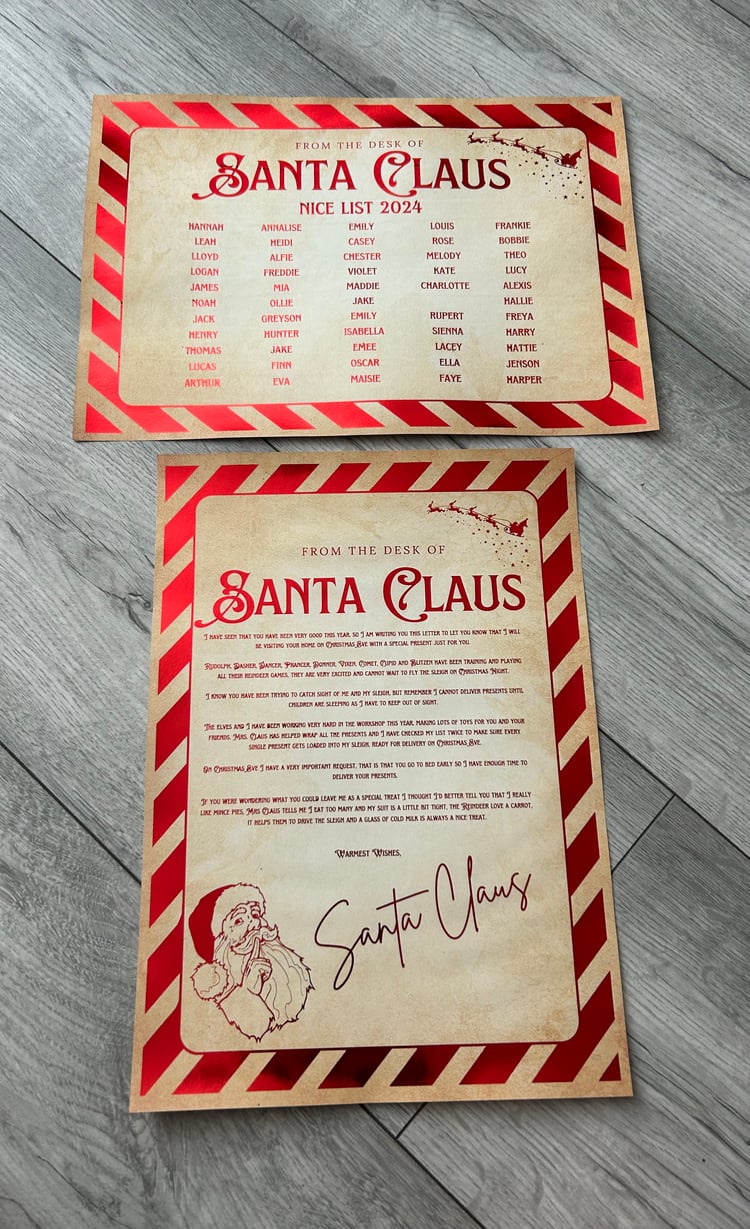 FROM THE DESK OF
SANTA CLAUS
NICE LIST 2024
HANNAH ANNALISE EMILY LOUIS FRANKIE
LEAH HEIDI CASEY ROSE BOBBIE
LLOYD ALFIE CHESTER MELODY THEO
LOGAN FREDDIE VIOLET KATE LUCY
JAMES MIA MADDIE CHARLOTTE ALEXIS
NOAH OLLIE JAKE HALLIE
JACK GREYSON EMILY RUPERT FREYA
HENRY HUNTER ISABELLA SIENNA HARRY
THOMAS JAKE EMEE LACEY HATTIE
LUCAS FINN OSCAR ELLA JENSON
ARTHUR EVA MAISIE FAYE HARPER
FROM THE DESK OF
SANTA CLAUS
I HAVE SEEN THAT YOU HAVE BEEN VERY GOOD THIS YEAR, SO I AM WRITING YOU THIS LETTER TO LET YOU KNOW THAT I WILL
BE VISITING YOUR HOME ON CHRISTMAS EVE WITH A SPECIAL PRESENT JUST FOR YOU.
RUDOLPH, DASHER, DANCER, PRANCER, DONNER, VIXEN, COMET, CUPID AND BLITZEN HAVE BEEN TRAINING AND PLAYING
ALL THEIR REINDEER GAMES. THEY ARE VERY EXCITED AND CANNOT WAIT TO FLY THE SLEIGH ON CHRISTMAS NIGHT.
I KNOW YOU HAVE BEEN TRYING TO CATCH SIGHT OF ME AND MY SLEIGH, BUT REMEMBER I CANNOT DELIVER PRESENTS UNTIL
CHILDREN ARE SLEEPING AS I HAVE TO KEEP OUT OF SIGHT.
THE ELVES AND I HAVE BEEN WORKING VERY HARD IN THE WORKSHOP THIS YEAR, MAKING LOTS OF TOYS FOR YOU AND YOUR
FRIENDS. MRS. CLAUS HAS HELPED WRAP ALL THE PRESENTS AND I HAVE CHECKED MY LIST TWICE TO MAKE SURE EVERY
SINGLE PRESENT GETS LOADED INTO MY SLEIGH, READY FOR DELIVERY ON CHRISTMAS EVE.
ON CHRISTMAS EVE I HAVE A VERY IMPORTANT REQUEST, THAT IS THAT YOU GO TO BED EARLY SO I HAVE ENOUGH TIME TO
DELIVER YOUR PRESENTS.
IF YOU WERE WONDERING WHAT YOU COULD LEAVE ME AS A SPECIAL TREAT I THOUGHT I'D BETTER TELL YOU THAT I REALLY
LIKE MINCE PIES, MRS CLAUS TELLS ME I EAT TOO MANY AND MY SUIT IS A LITTLE BIT TIGHT, THE REINDEER LOVE A CARROT,
IT HELPS THEM TO DRIVE THE SLEIGH AND A GLASS OF COLD MILK IS ALWAYS A NICE TREAT.
WARMEST WISHES,
Santa Claus